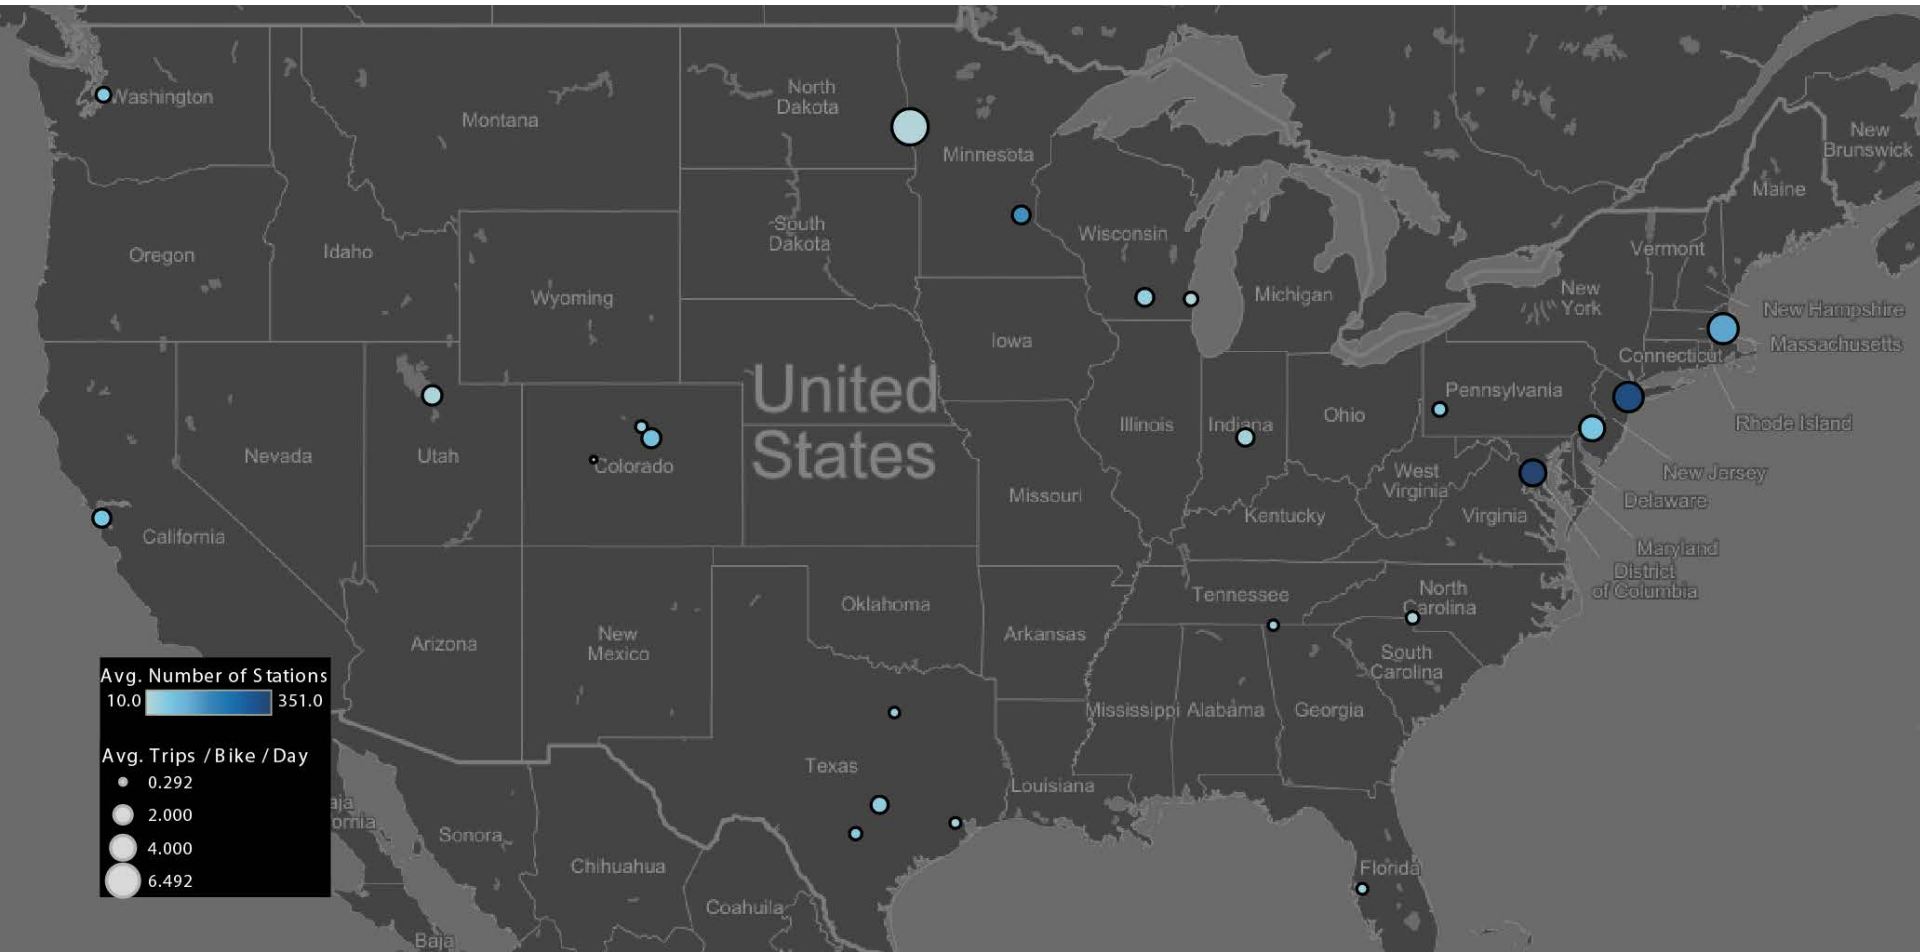 Washington
Montana
North
Dakota
Minnesota
New
Brunswick
Maine
Oregon
Idaho
South
Dakota
Wisconsin
Vermont
Wyoming
Michigan
New
York
New Hampshire
Iowa
Massachusetts
Connecticut
United
States
Pennsylvania
Nevada
Utah
Colorado
Illinois
Indiana
Ohio
Rhode Island
New Jersey
Delaware
California
Missouri
West
Virginia
Kentucky
Virginia
Maryland
District
of Columbia
Arizona
New
Mexico
Oklahoma
Arkansas
Tennessee
North
Carolina
South
Carolina
Texas
Mississippi
Alabama
Georgia
Louisiana
Florida
Avg. Number of Stations
10.0
351.0
Avg. Trips / Bike / Day
0.292
2.000
4.000
6.492
aja
ornia
Sonora
Chihuahua
Coahuila
Baja